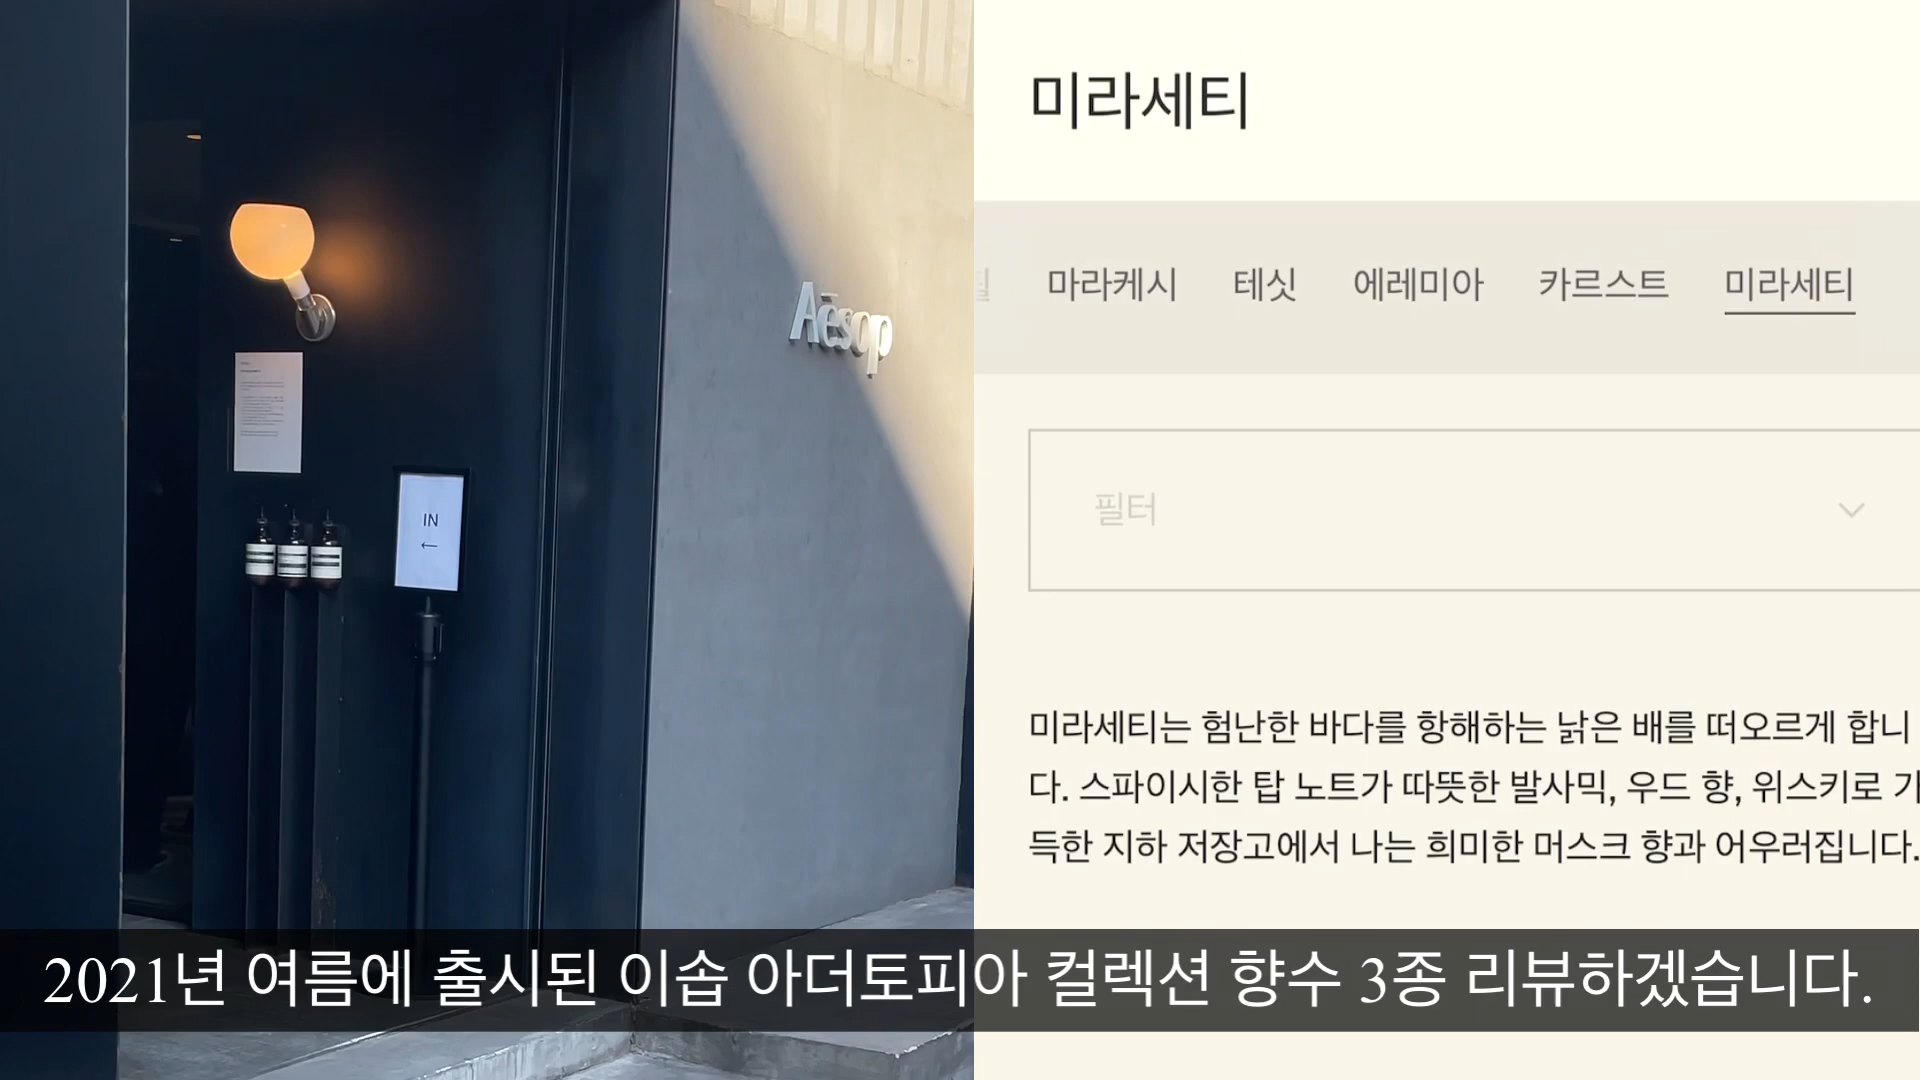 Aēsop
IN
←
미라세티
마라케시 테싯 에레미아 카르스트 미라세티
필터
미라세티는 험난한 바다를 항해하는 낡은 배를 떠오르게 합니
다. 스파이시한 탑 노트가 따뜻한 발사믹, 우드 향, 위스키로 가
득한 지하 저장고에서 나는 희미한 머스크 향과 어우러집니다.
2021년 여름에 출시된 이솝 아더토피아 컬렉션 향수 3종 리뷰하겠습니다.